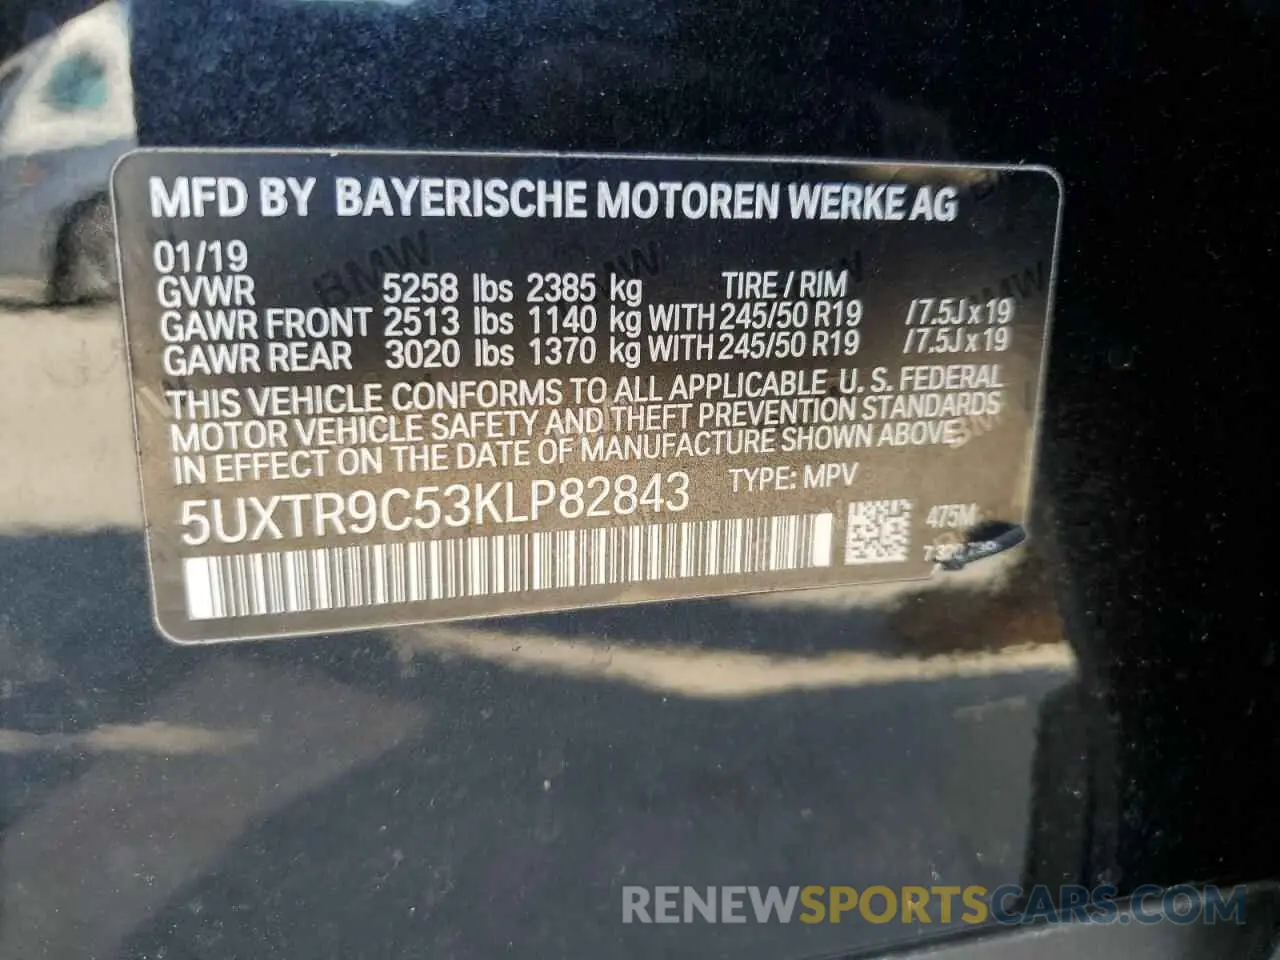 MFD BY BAYERISCHE MOTOREN WERKE AG
01/19
GVWR 5258 lbs 2385 kg TIRE / RIM
GAWR FRONT 2513 lbs 1140 kg WITH 245/50 R19 /7.5J x 19
GAWR REAR 3020 lbs 1370 kg WITH 245/50 R19 /7.5J x 19
THIS VEHICLE CONFORMS TO ALL APPLICABLE U. S. FEDERAL
MOTOR VEHICLE SAFETY AND THEFT PREVENTION STANDARDS
IN EFFECT ON THE DATE OF MANUFACTURE SHOWN ABOVE
5UXTR9C53KLP82843 TYPE: MPV
475M
RENEWSPORTSCARS.COM